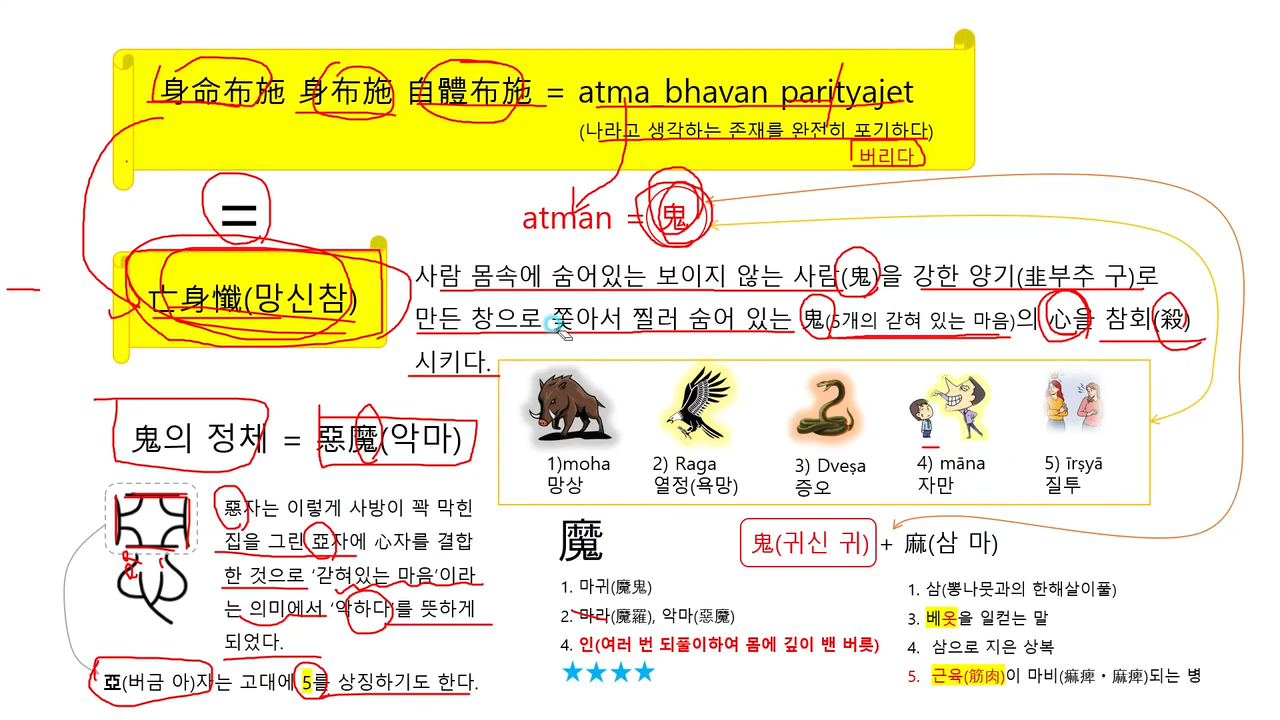 身命布施 身布施 自體布施 = atma bhavan parityajet
(나라고 생각하는 존재를 완전히 포기하다)
버리다
=
atman = 鬼
亡身懺(망신참)
사람 몸속에 숨어있는 보이지 않는 사람(鬼)을 강한 양기(韭부추 구)로
만든 창으로 쫓아서 찔러 숨어 있는 鬼(5개의 갇혀 있는 마음)의 心을 참회(殺)
시키다.
1)moha
망상
2) Raga
열정(욕망)
3) Dveṣa
증오
4) māna
자만
5) īrṣyā
질투
鬼의 정체 = 惡魔(악마)
惡자는 이렇게 사방이 꽉 막힌
집을 그린 亞자에 心자를 결합
한 것으로 '갇혀있는 마음'이라
는 의미에서 '악하다'를 뜻하게
되었다.
亞(버금 아)자는 고대에 5를 상징하기도 한다.
魔
鬼(귀신 귀) + 麻(삼 마)
1. 마귀(魔鬼)
2. 마라(魔羅), 악마(惡魔)
4. 인(여러 번 되풀이하여 몸에 깊이 밴 버릇)
★★★★
1. 삼(뽕나뭇과의 한해살이풀)
3. 베옷을 일컫는 말
4. 삼으로 지은 상복
5. 근육(筋肉)이 마비(痲痺·麻痺)되는 병